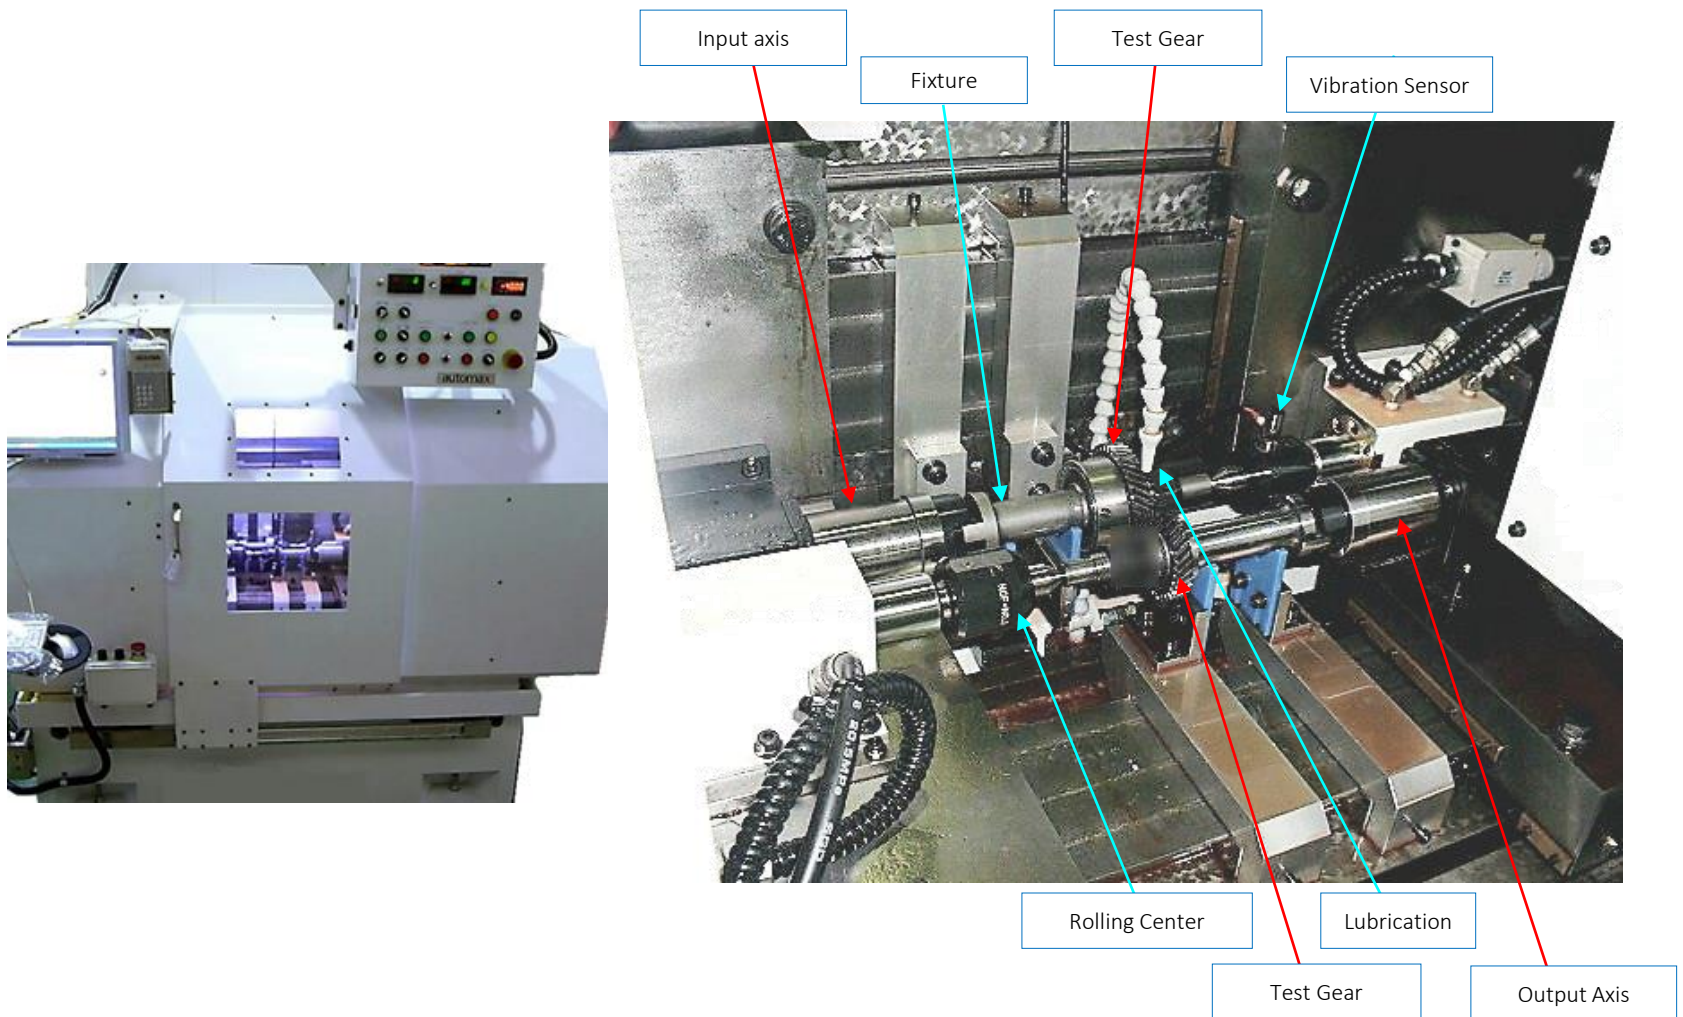 Input axis
Test Gear
Fixture
Vibration Sensor
automax
Rolling Center
Lubrication
Test Gear
Output Axis